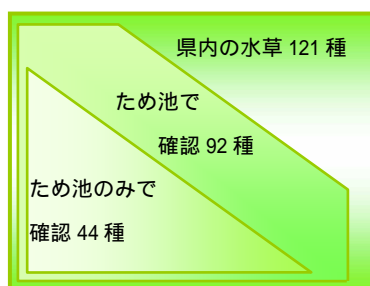 県内の水草 121 種
ため池で
確認 92 種
ため池のみで
確認 44 種